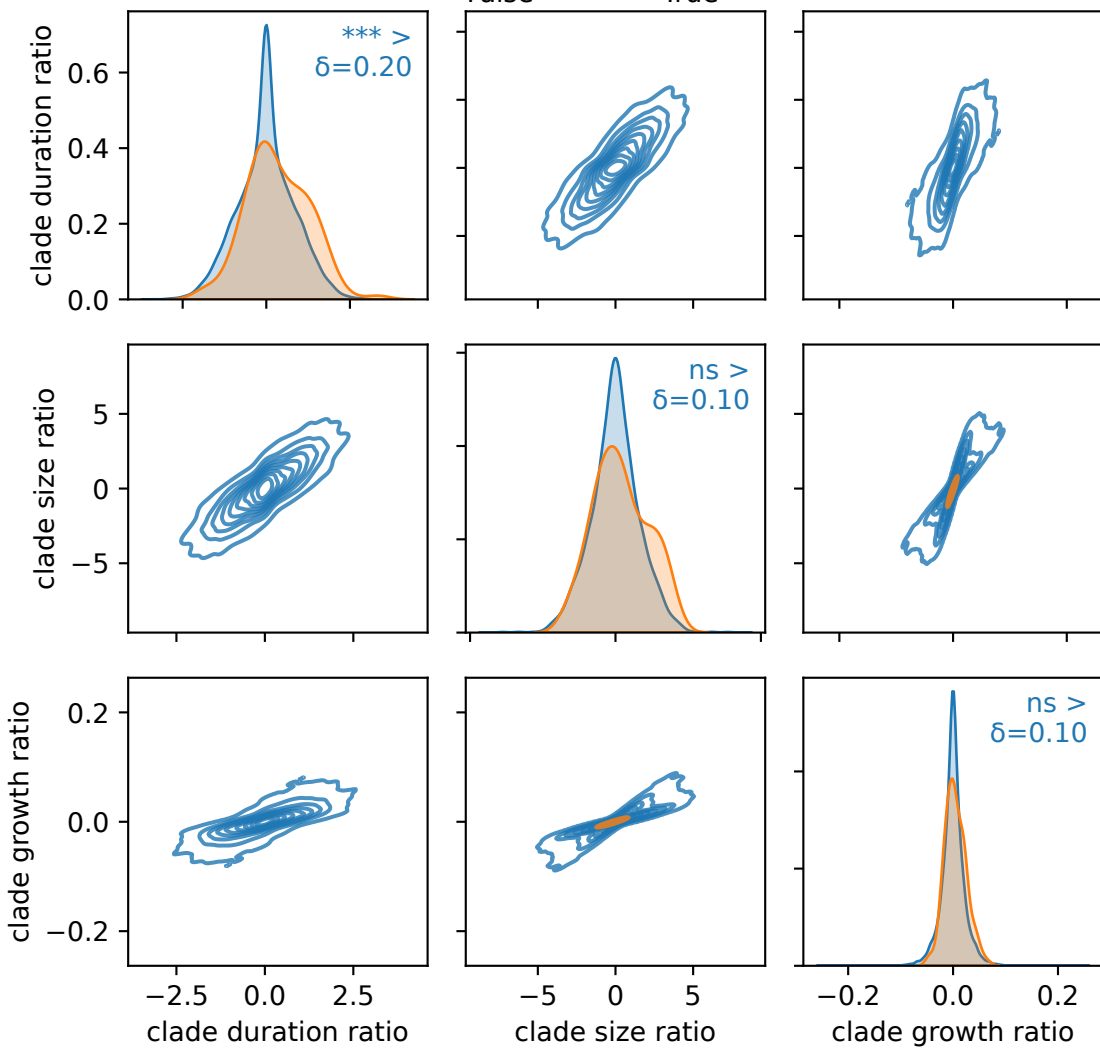 clade duration ratio
0.6
0.4
0.2
0.0
*** >
δ=0.20
clade size ratio
5
0
−5
ns >
δ=0.10
clade growth ratio
0.2
0.0
−0.2
ns >
δ=0.10
−2.5 0.0 2.5
−5 0 5
−0.2 0.0 0.2
clade duration ratio
clade size ratio
clade growth ratio